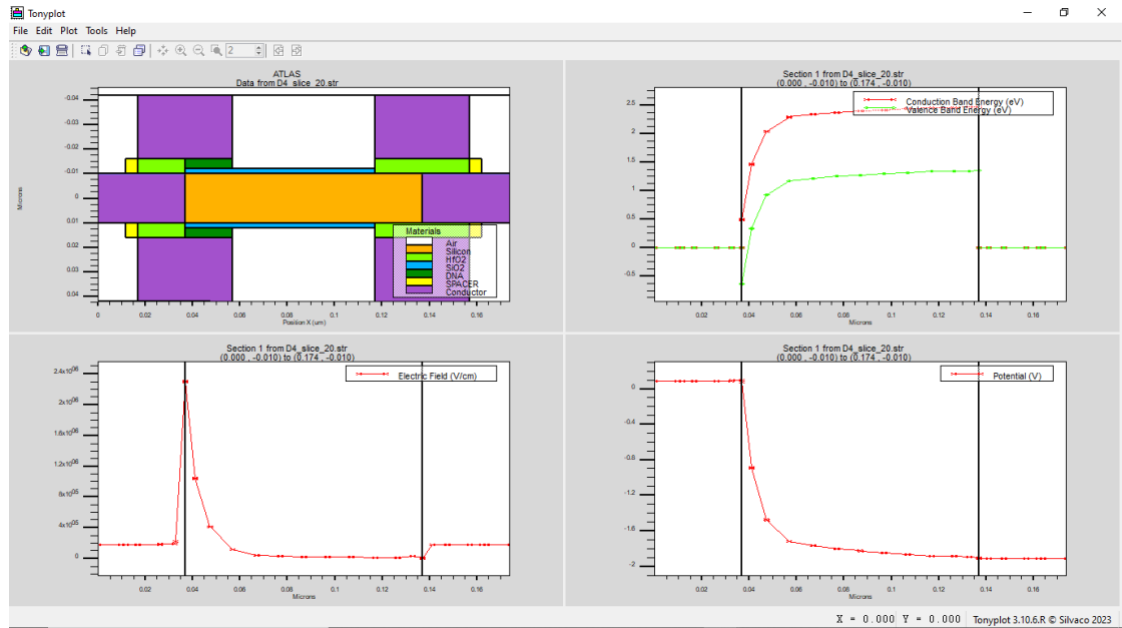 Tonyplot
File Edit Plot Tools Help
2
ATLAS
Data from D4_slice_20.str
-0.04
-0.03
-0.02
-0.01
0
0.01
0.02
0.03
0.04
Microns
0 0.02 0.04 0.06 0.08 0.1 0.12 0.14 0.16
Position X (um)
Materials
Air
Silicon
HfO2
SiO2
DNA
SPACER
Conductor
Section 1 from D4_slice_20.str
(0.000 , -0.010) to (0.174 , -0.010)
Conduction Band Energy (eV)
Valence Band Energy (eV)
2.5
2
1.5
1
0.5
0
-0.5
0.02 0.04 0.06 0.08 0.1 0.12 0.14 0.16
Microns
Section 1 from D4_slice_20.str
(0.000 , -0.010) to (0.174 , -0.010)
Electric Field (V/cm)
2.4x10^06
2x10^06
1.6x10^06
1.2x10^06
8x10^05
4x10^05
0
0.02 0.04 0.06 0.08 0.1 0.12 0.14 0.16
Microns
Section 1 from D4_slice_20.str
(0.000 , -0.010) to (0.174 , -0.010)
Potential (V)
0
-0.4
-0.8
-1.2
-1.6
-2
0.02 0.04 0.06 0.08 0.1 0.12 0.14 0.16
Microns
X = 0.000 Y = 0.000 Tonyplot 3.10.6.R © Silvaco 2023